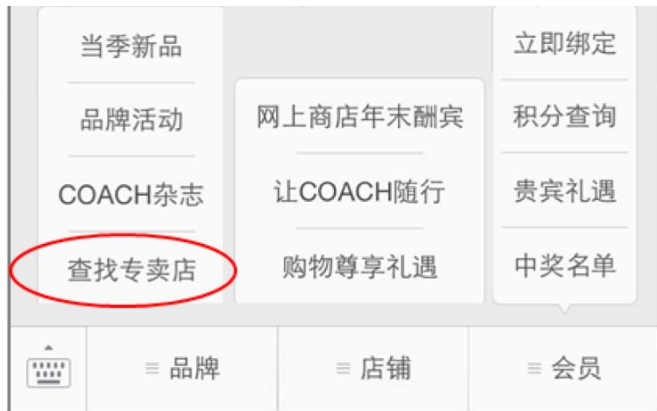 当季新品
品牌活动
COACH杂志
查找专卖店
网上商店年末酬宾
让COACH随行
购物尊享礼遇
立即绑定
积分查询
贵宾礼遇
中奖名单
品牌
店铺
会员